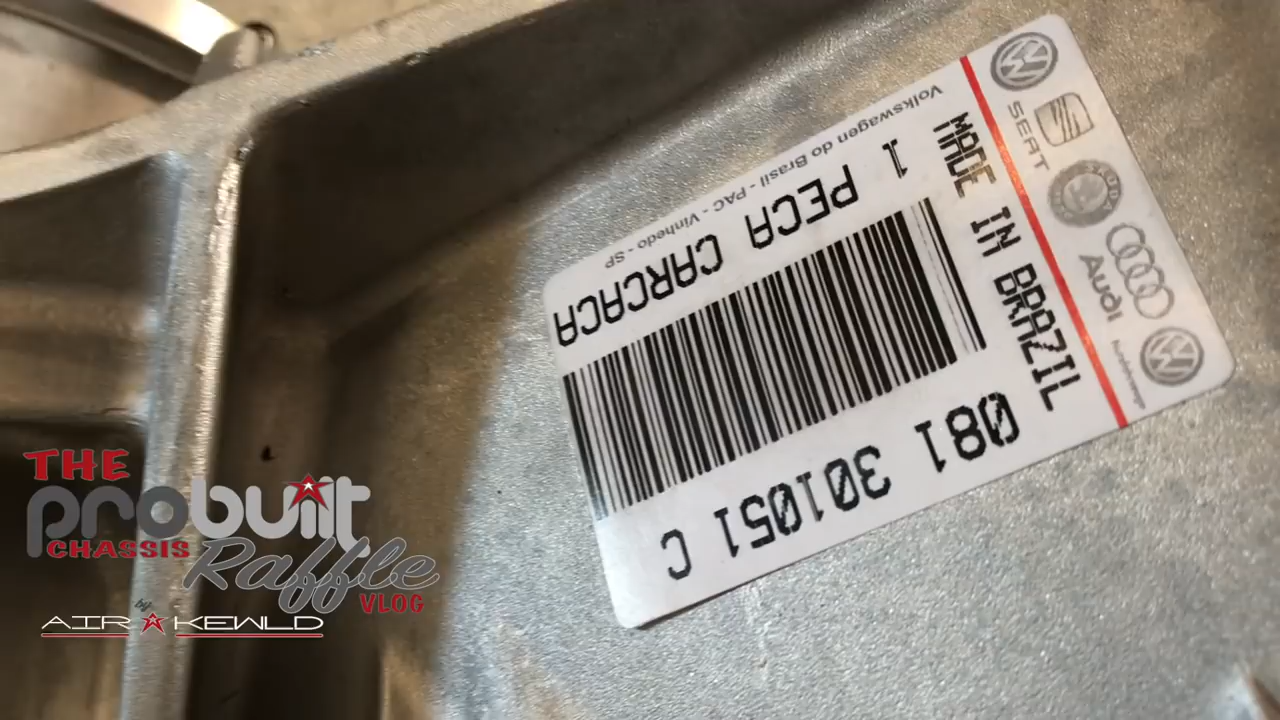 Volkswagen do Brasil - PAC - Vinhedo - SP
1 PECA CARCACA
081 301051 C
MADE IN BRAZIL
SEAT
Audi
THE
probuilt
CHASSIS
Raffle
VLOG
by
AIR KEWLD